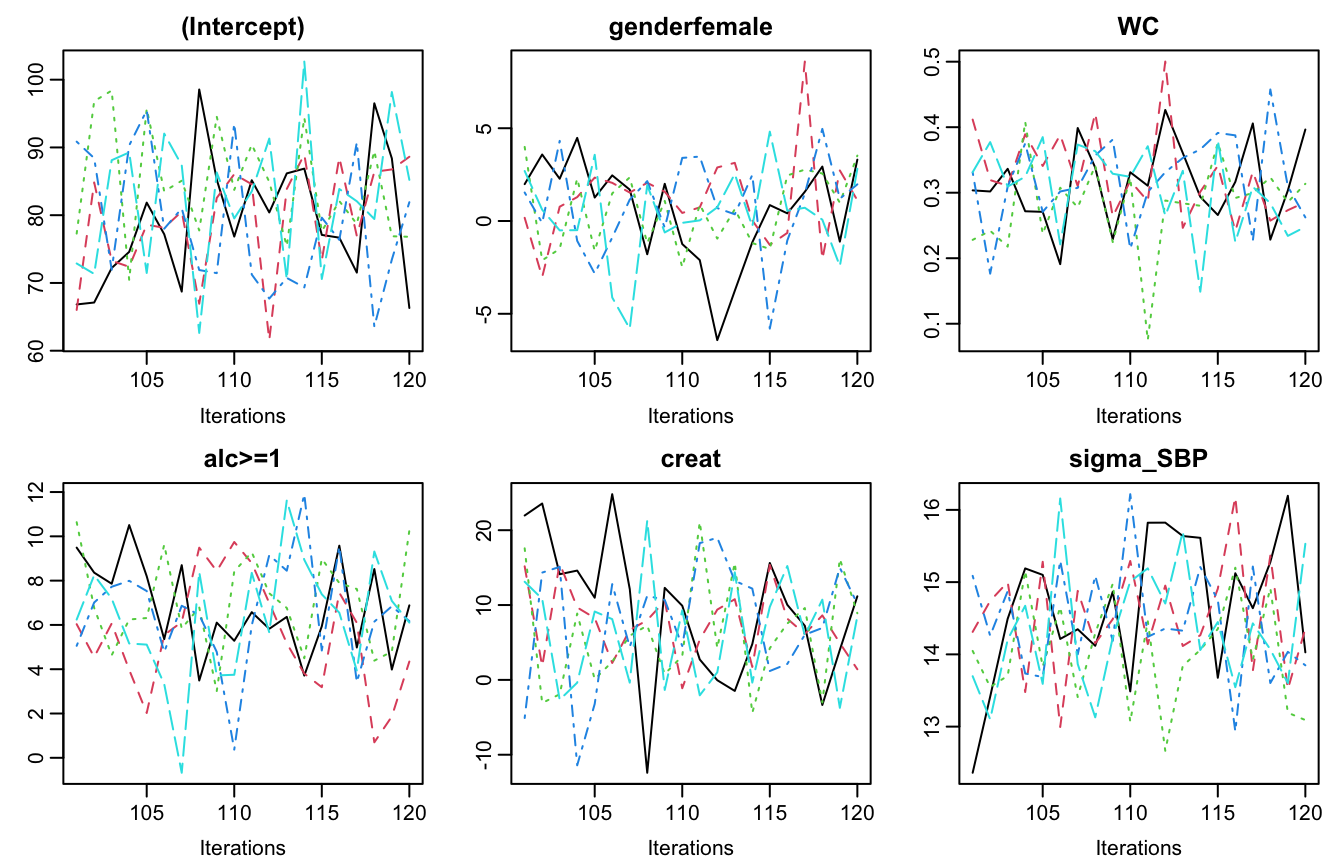 (Intercept)
100
90
80
70
60
105 110 115 120
Iterations
genderfemale
5
0
-5
105 110 115 120
Iterations
WC
0.5
0.4
0.3
0.2
0.1
105 110 115 120
Iterations
alc>=1
12
10
8
6
4
2
0
105 110 115 120
Iterations
creat
20
10
0
-10
105 110 115 120
Iterations
sigma_SBP
16
15
14
13
105 110 115 120
Iterations